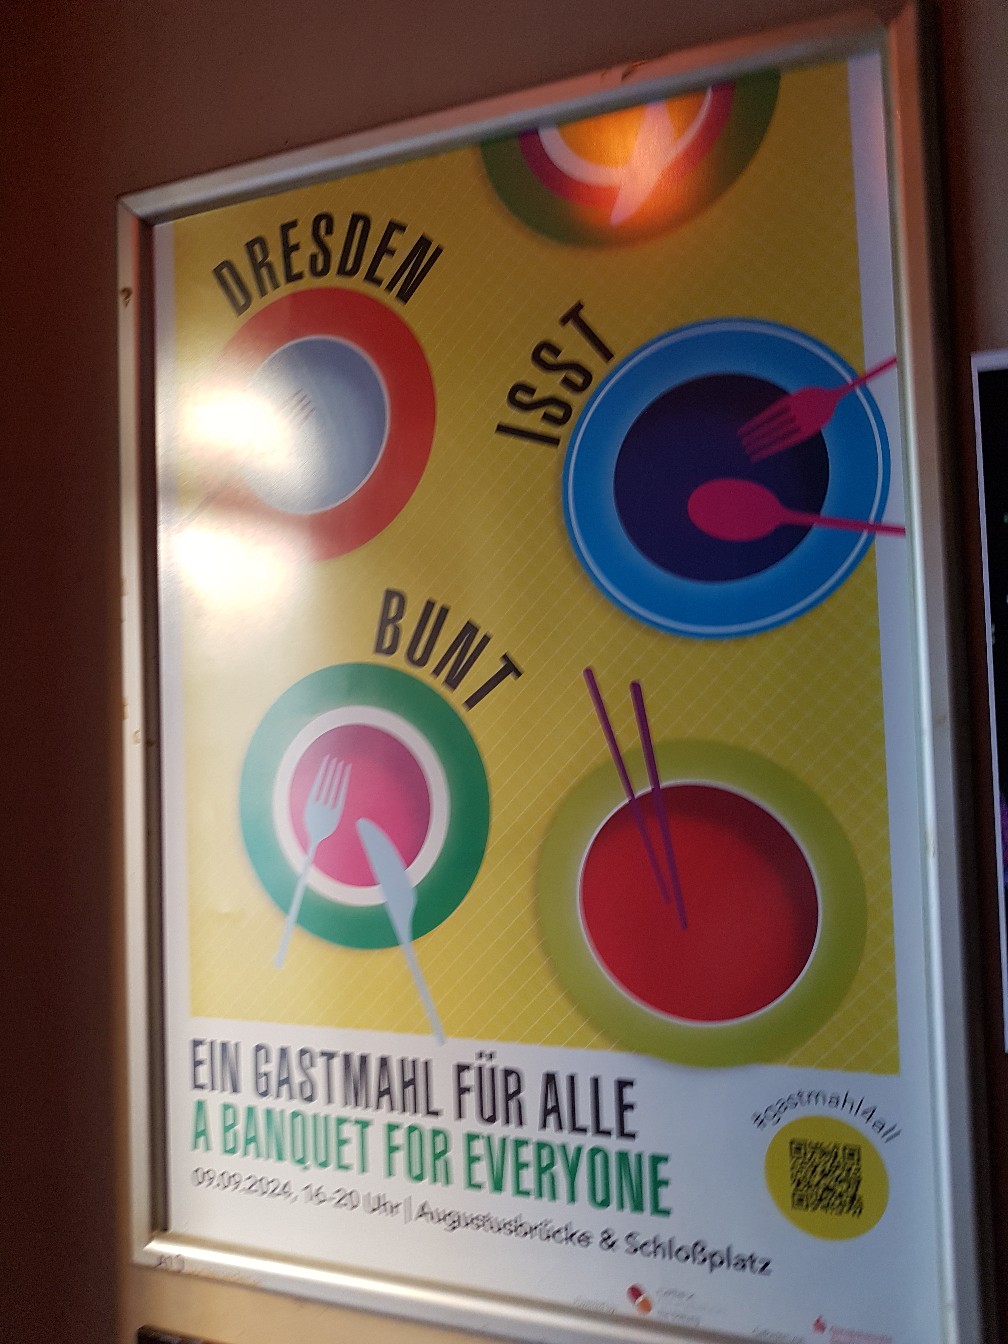 DRESDEN
ISST
BUNT
EIN GASTMAHL FÜR ALLE
A BANQUET FOR EVERYONE
09.09.2024, 16-20 Uhr | Augustusbrücke & Schloßplatz
#gastmahl4all